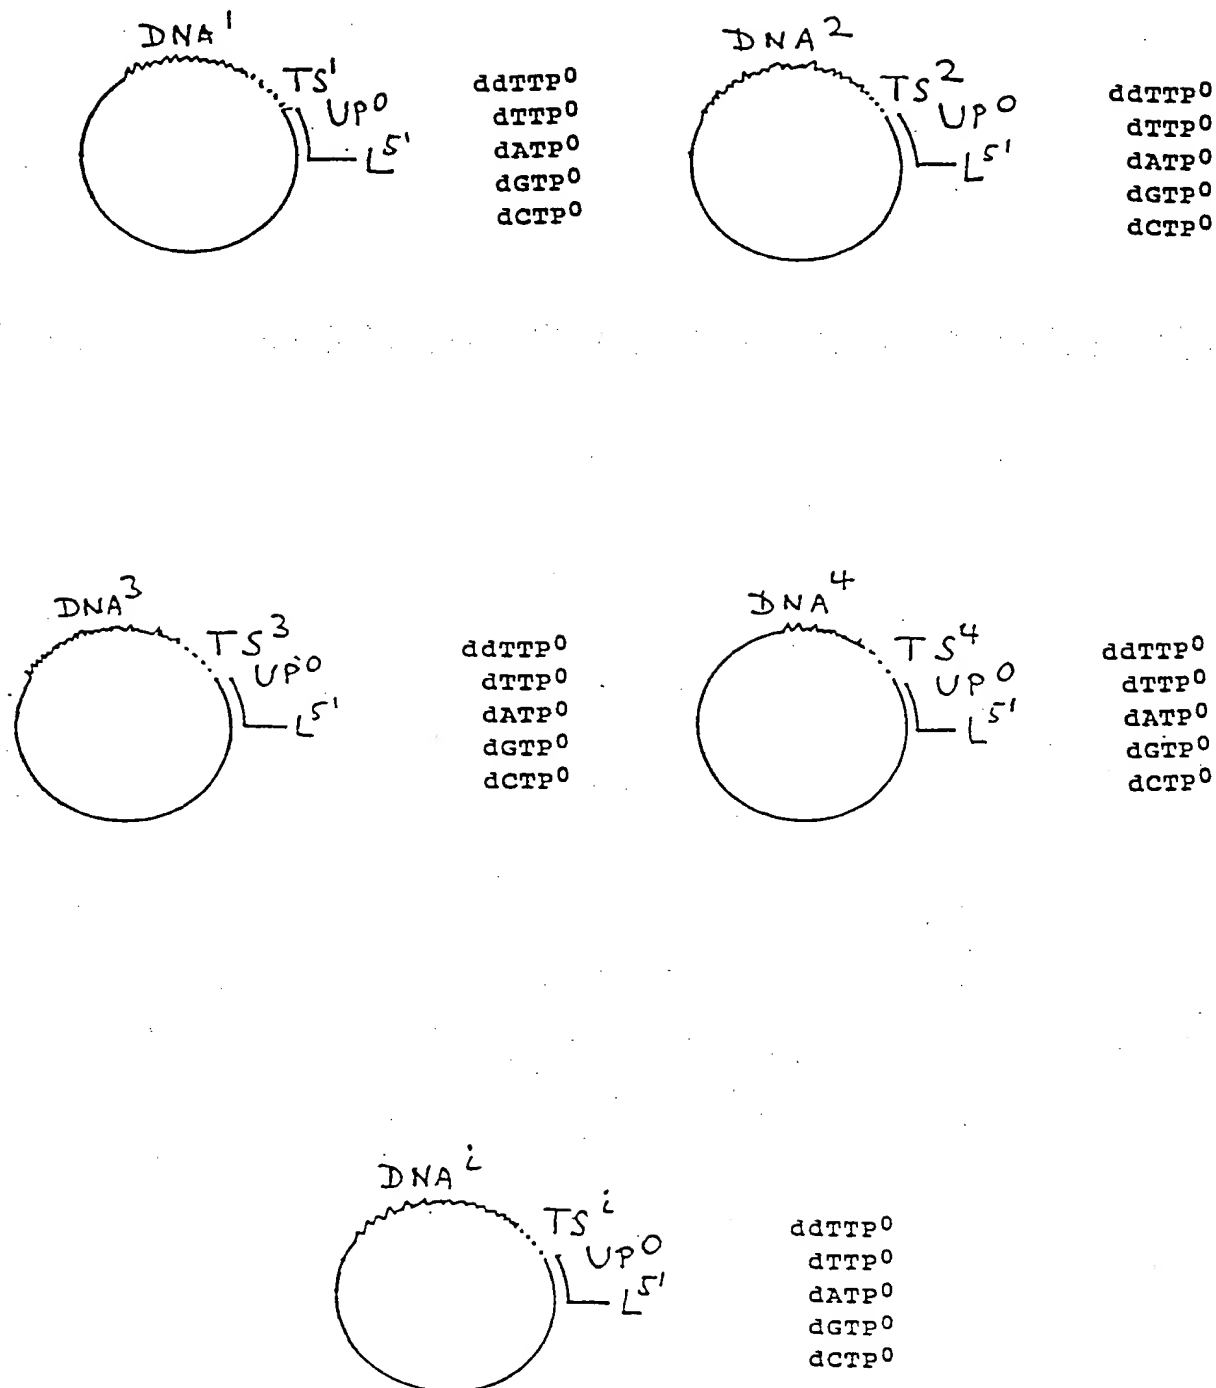 DNA¹
TS¹
UP⁰
L⁵'
ddTTP⁰
dTTP⁰
dATP⁰
dGTP⁰
dCTP⁰
DNA²
TS²
UP⁰
L⁵'
ddTTP⁰
dTTP⁰
dATP⁰
dGTP⁰
dCTP⁰
DNA³
TS³
UP⁰
L⁵'
ddTTP⁰
dTTP⁰
dATP⁰
dGTP⁰
dCTP⁰
DNA⁴
TS⁴
UP⁰
L⁵'
ddTTP⁰
dTTP⁰
dATP⁰
dGTP⁰
dCTP⁰
DNAⁱ
TSⁱ
UP⁰
L⁵'
ddTTP⁰
dTTP⁰
dATP⁰
dGTP⁰
dCTP⁰